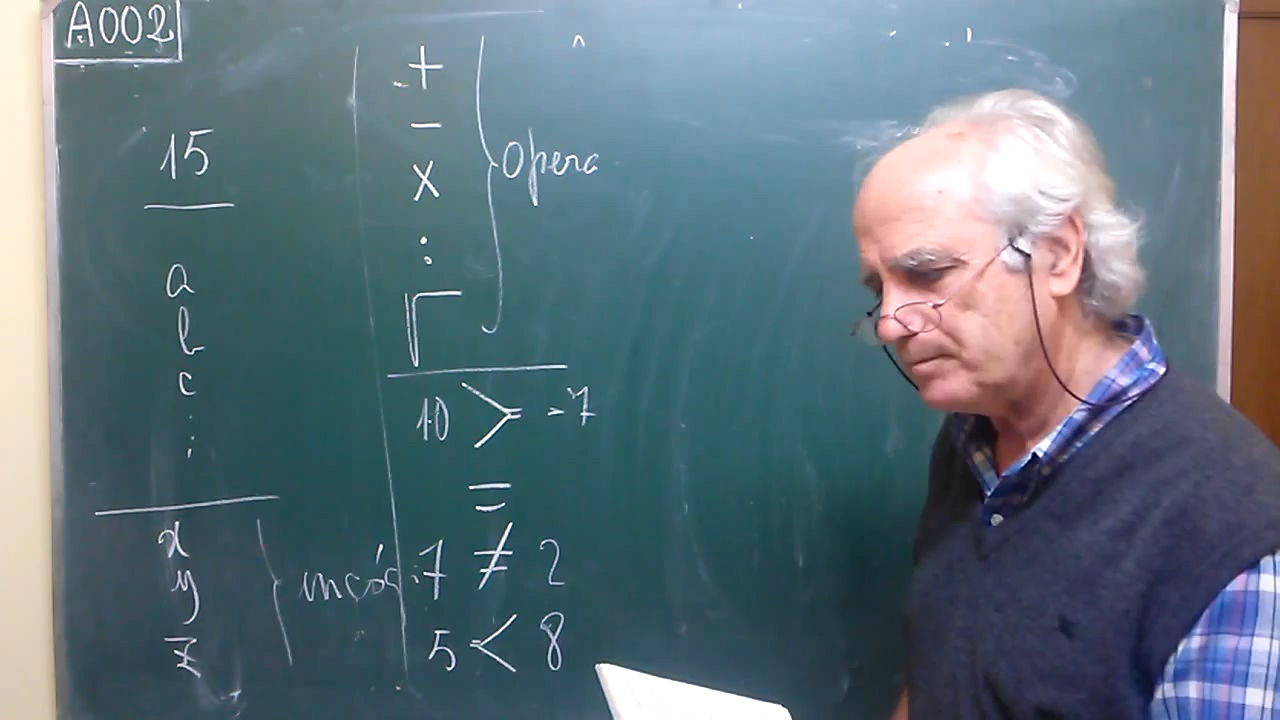 A002
15
a
b
c
:
x
y
z
incóg.
+
-
x
:
√
Opera
10 > 7
=
7 ≠ 2
5 < 8